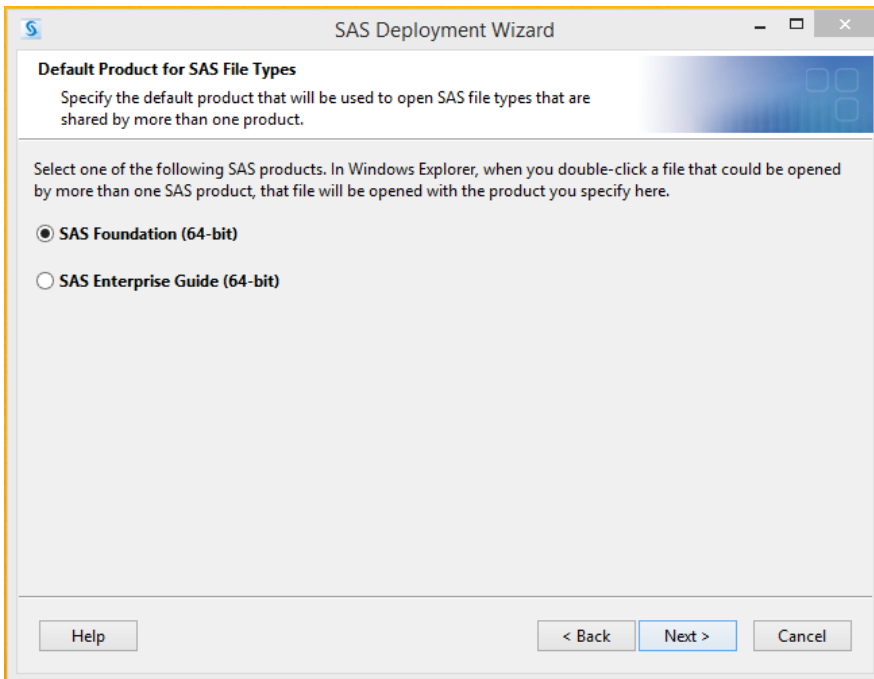 SAS Deployment Wizard
Default Product for SAS File Types
Specify the default product that will be used to open SAS file types that are
shared by more than one product.
Select one of the following SAS products. In Windows Explorer, when you double-click a file that could be opened
by more than one SAS product, that file will be opened with the product you specify here.
SAS Foundation (64-bit)
SAS Enterprise Guide (64-bit)
Help
< Back
Next >
Cancel